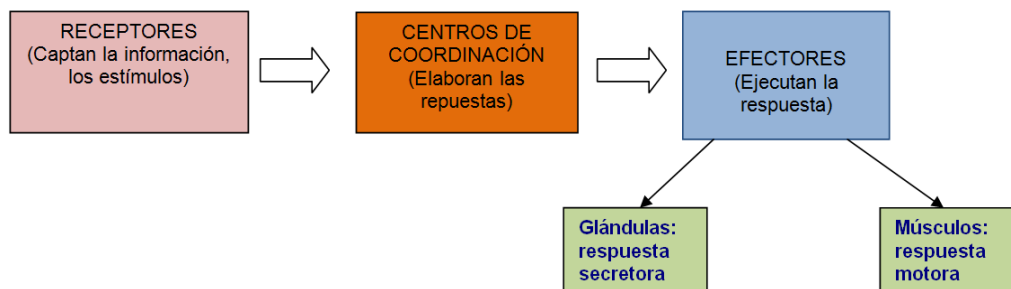 RECEPTORES
(Captan la información,
los estímulos)
CENTROS DE
COORDINACIÓN
(Elaboran las
repuestas)
EFECTORES
(Ejecutan la
respuesta)
Glándulas:
respuesta
secretora
Músculos:
respuesta
motora